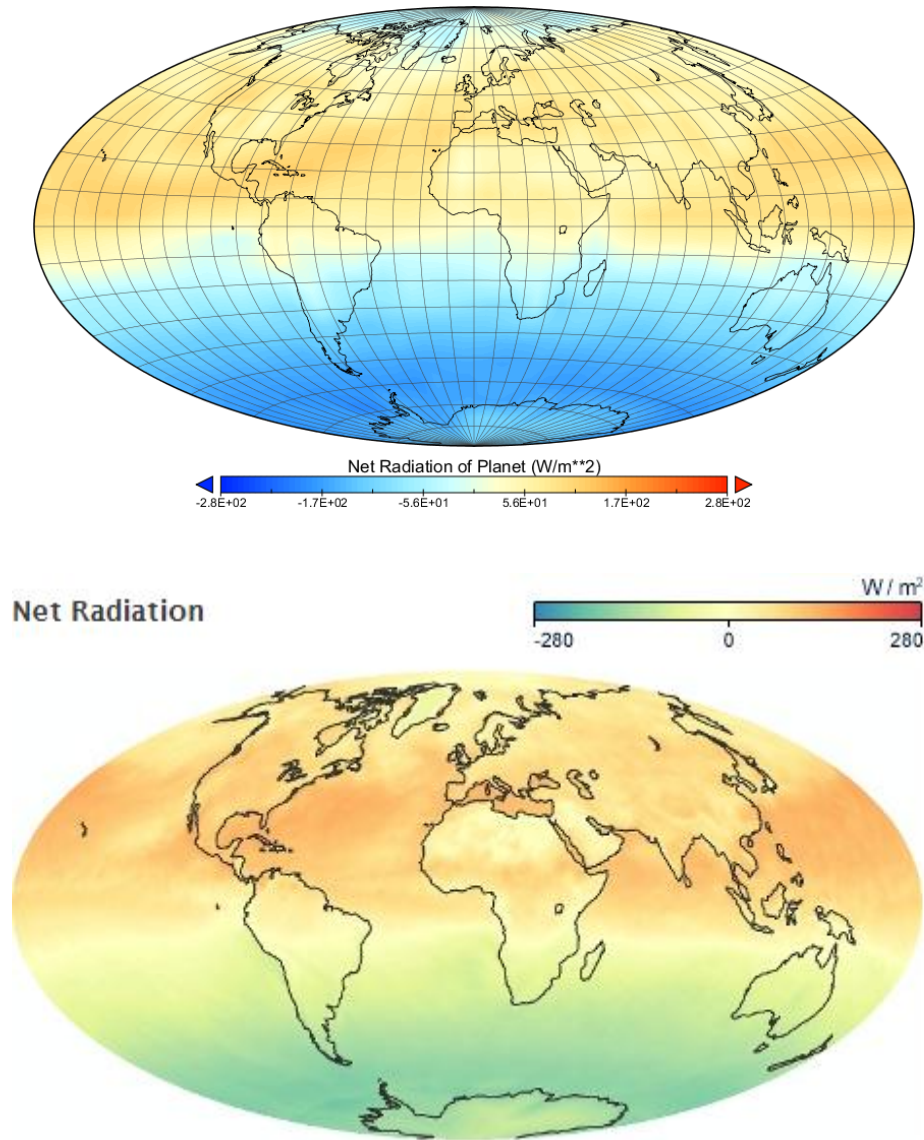 Net Radiation of Planet (W/m**2)
-2.8E+02 -1.7E+02 -5.6E+01 5.6E+01 1.7E+02 2.8E+02
Net Radiation
W / m²
-280 0 280